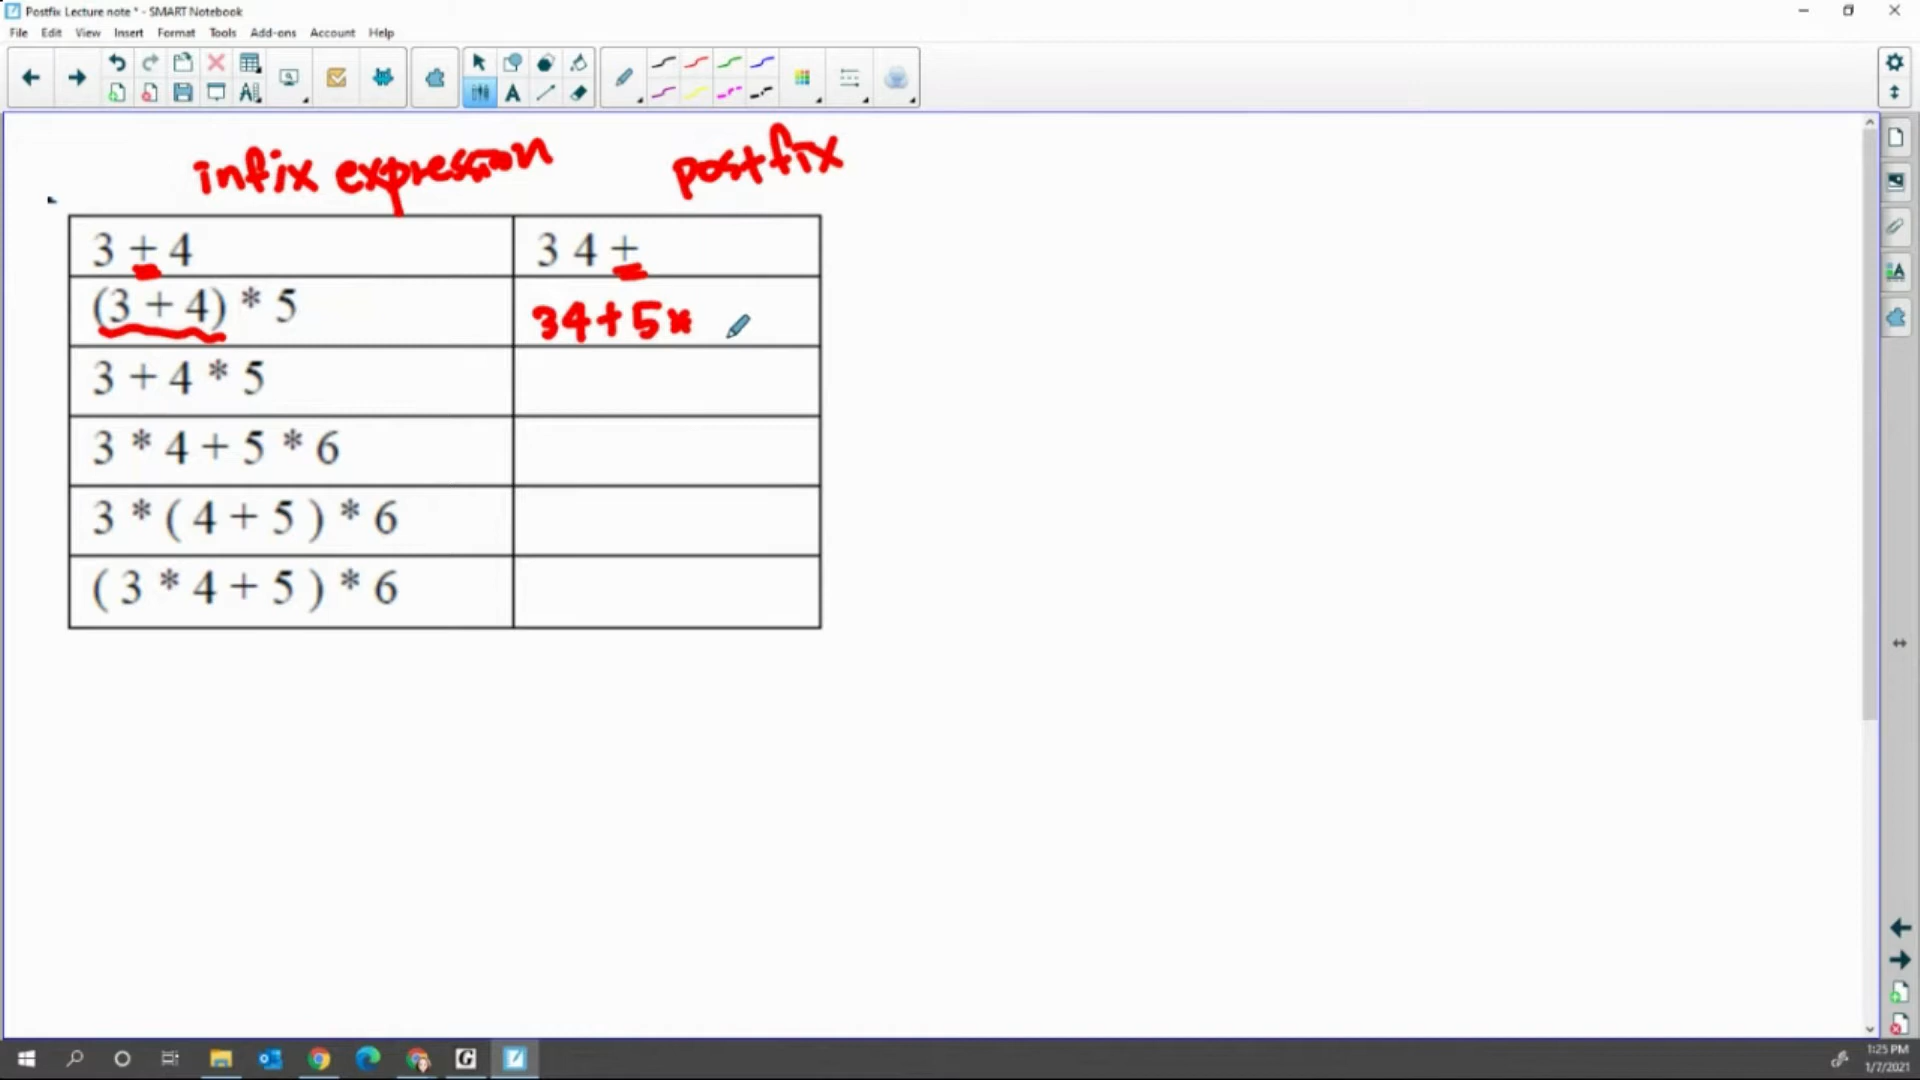 Postfix Lecture note * - SMART Notebook
File Edit View Insert Format Tools Add-ons Account Help
infix expression postfix
3 + 4 3 4 +
(3 + 4) * 5 34+5*
3 + 4 * 5
3 * 4 + 5 * 6
3 * ( 4 + 5 ) * 6
( 3 * 4 + 5 ) * 6
1:25 PM
1/7/2021